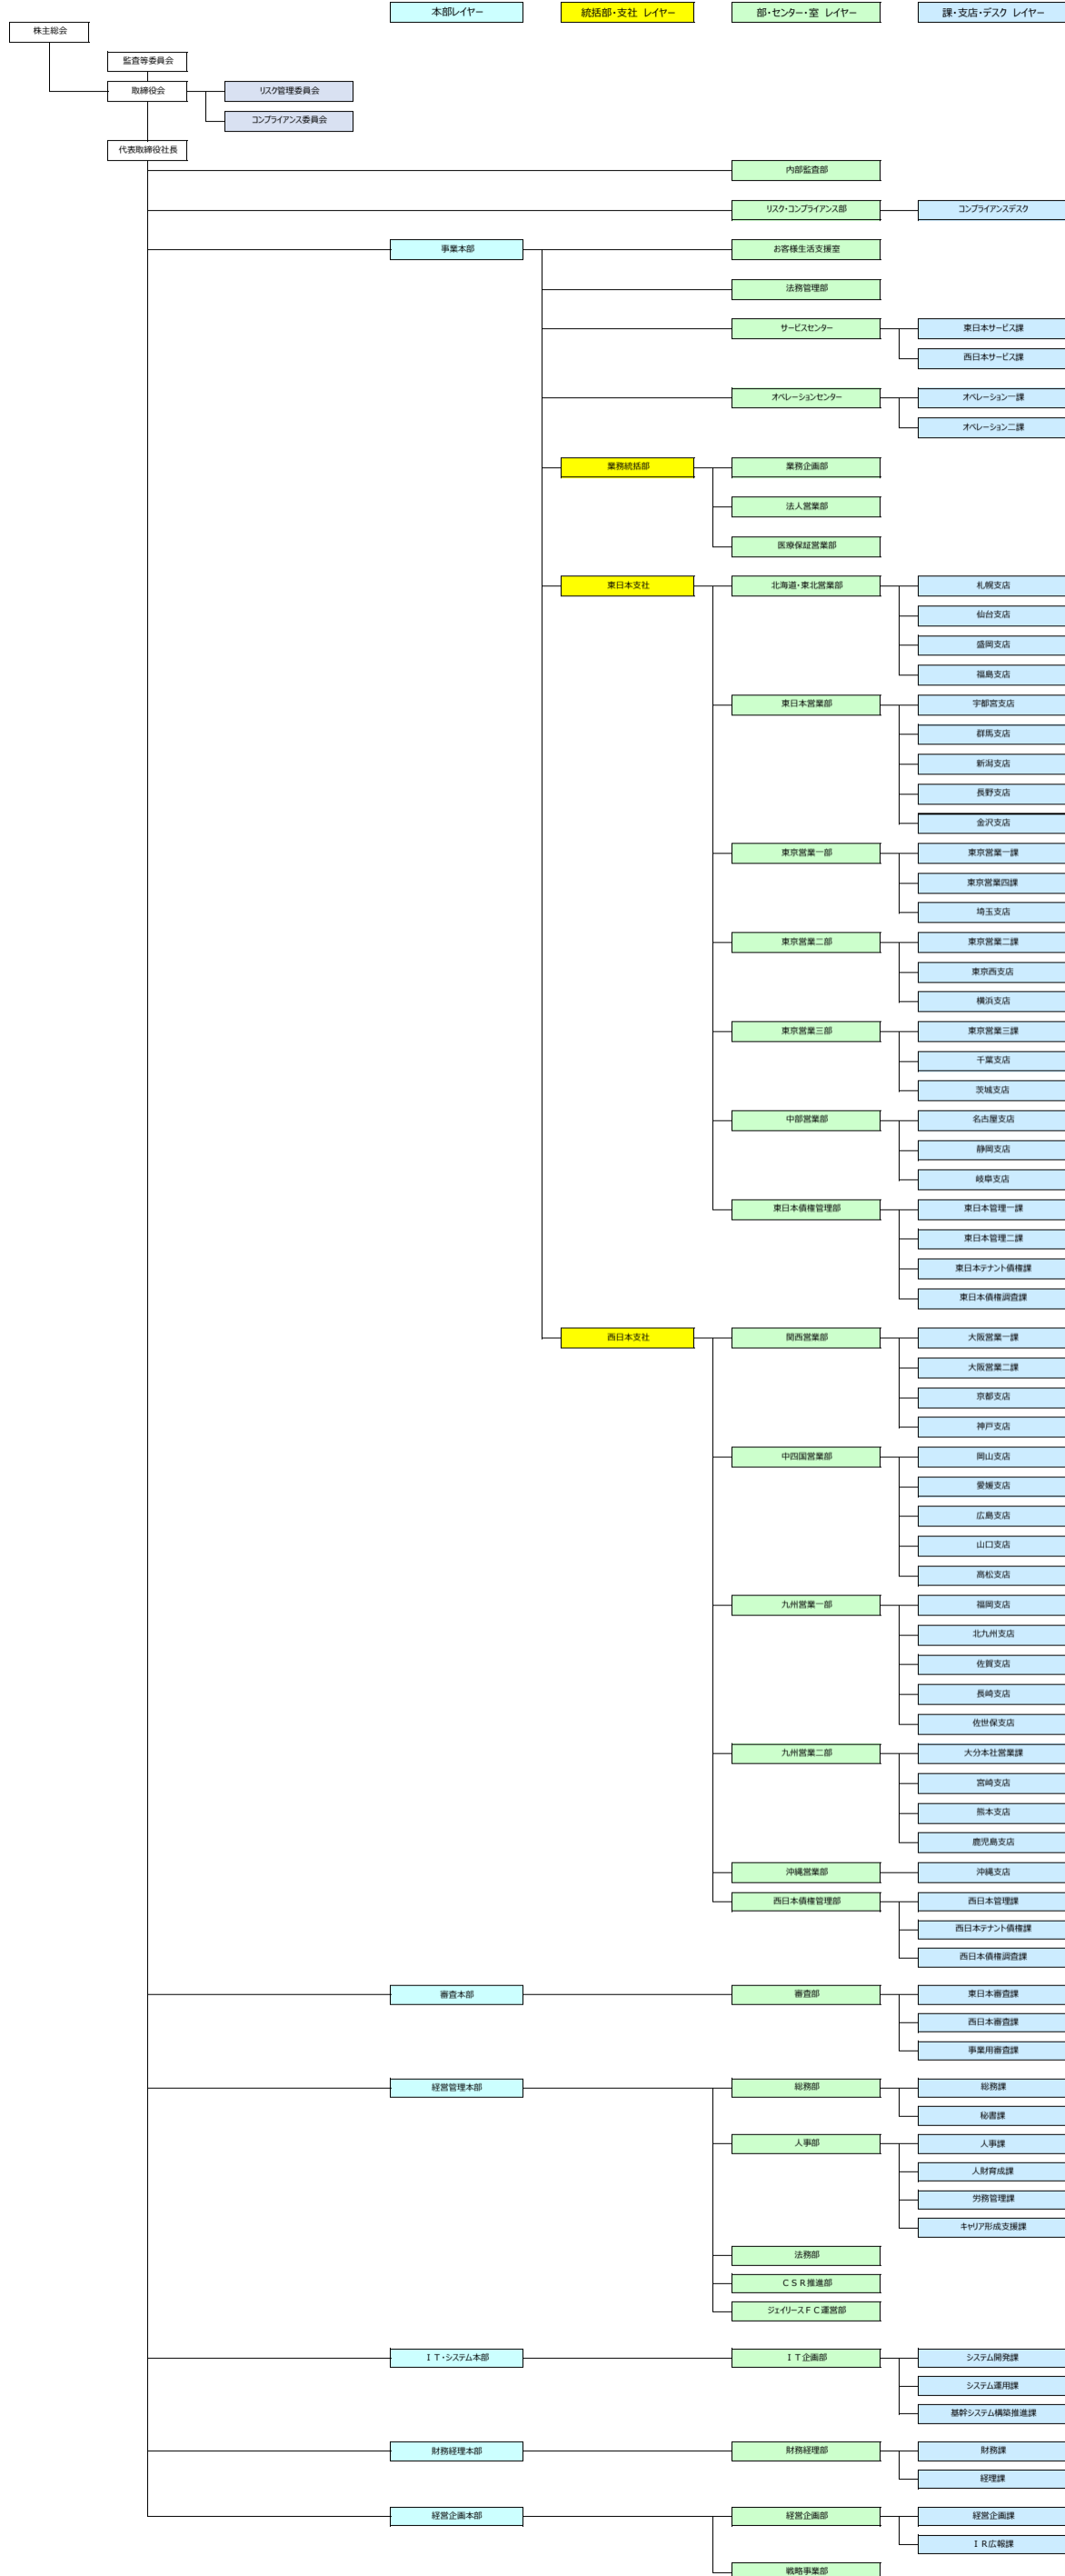 本部レイヤー
統括部・支社 レイヤー
部・センター・室 レイヤー
課・支店・デスク レイヤー
株主総会
監査等委員会
取締役会
リスク管理委員会
コンプライアンス委員会
代表取締役社長
内部監査部
リスク・コンプライアンス部
コンプライアンスデスク
事業本部
お客様生活支援室
法務管理部
サービスセンター
東日本サービス課
西日本サービス課
オペレーションセンター
オペレーション一課
オペレーション二課
業務統括部
業務企画部
法人営業部
医療保証営業部
東日本支社
北海道・東北営業部
札幌支店
仙台支店
盛岡支店
福島支店
東日本営業部
宇都宮支店
群馬支店
新潟支店
長野支店
金沢支店
東京営業一部
東京営業一課
東京営業四課
埼玉支店
東京営業二部
東京営業二課
東京西支店
横浜支店
東京営業三部
東京営業三課
千葉支店
茨城支店
中部営業部
名古屋支店
静岡支店
岐阜支店
東日本債権管理部
東日本管理一課
東日本管理二課
東日本テナント債権課
東日本債権調査課
西日本支社
関西営業部
大阪営業一課
大阪営業二課
京都支店
神戸支店
中四国営業部
岡山支店
愛媛支店
広島支店
山口支店
高松支店
九州営業一部
福岡支店
北九州支店
佐賀支店
長崎支店
佐世保支店
九州営業二部
大分本社営業課
宮崎支店
熊本支店
鹿児島支店
沖縄営業部
沖縄支店
西日本債権管理部
西日本管理課
西日本テナント債権課
西日本債権調査課
審査本部
審査部
東日本審査課
西日本審査課
事業用審査課
経営管理本部
総務部
総務課
秘書課
人事部
人事課
人財育成課
労務管理課
キャリア形成支援課
法務部
ＣＳＲ推進部
ジェイリースＦＣ運営部
ＩＴ・システム本部
ＩＴ企画部
システム開発課
システム運用課
基幹システム構築推進課
財務経理本部
財務経理部
財務課
経理課
経営企画本部
経営企画部
経営企画課
ＩＲ広報課
戦略事業部